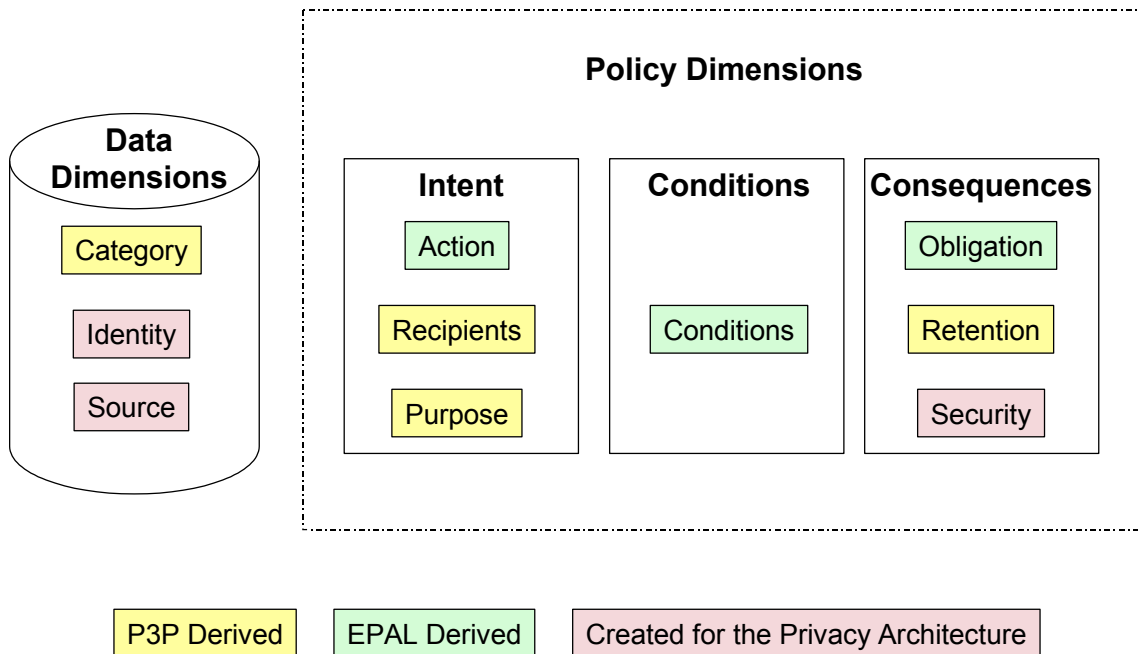 Policy Dimensions
Data
Dimensions
Category
Identity
Source
Intent
Action
Recipients
Purpose
Conditions
Conditions
Consequences
Obligation
Retention
Security
P3P Derived
EPAL Derived
Created for the Privacy Architecture